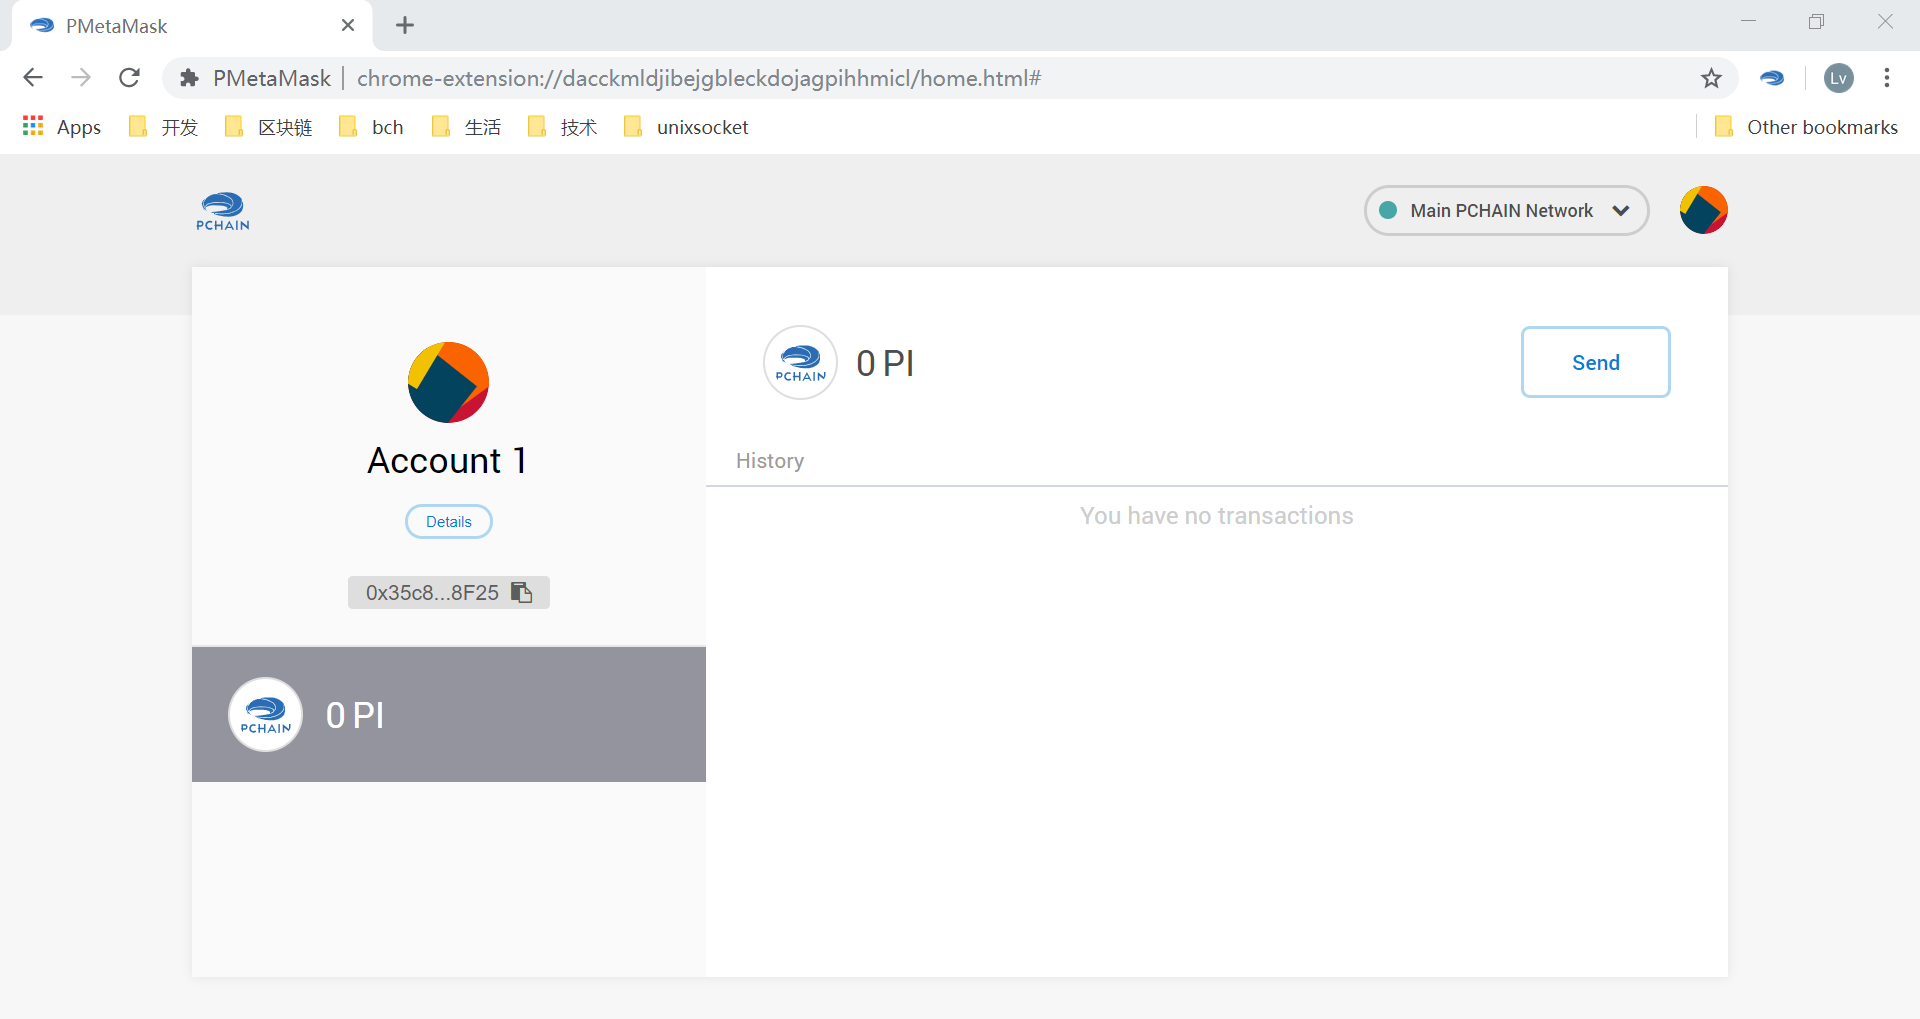 PMetaMask
PMetaMask chrome-extension://dacckmldjibejgbleckdojagpihhmicl/home.html#
Lv
Apps 开发 区块链 bch 生活 技术 unixsocket Other bookmarks
PCHAIN
Main PCHAIN Network
Account 1
Details
0x35c8...8F25
PCHAIN
0 PI
PCHAIN
0 PI
Send
History
You have no transactions